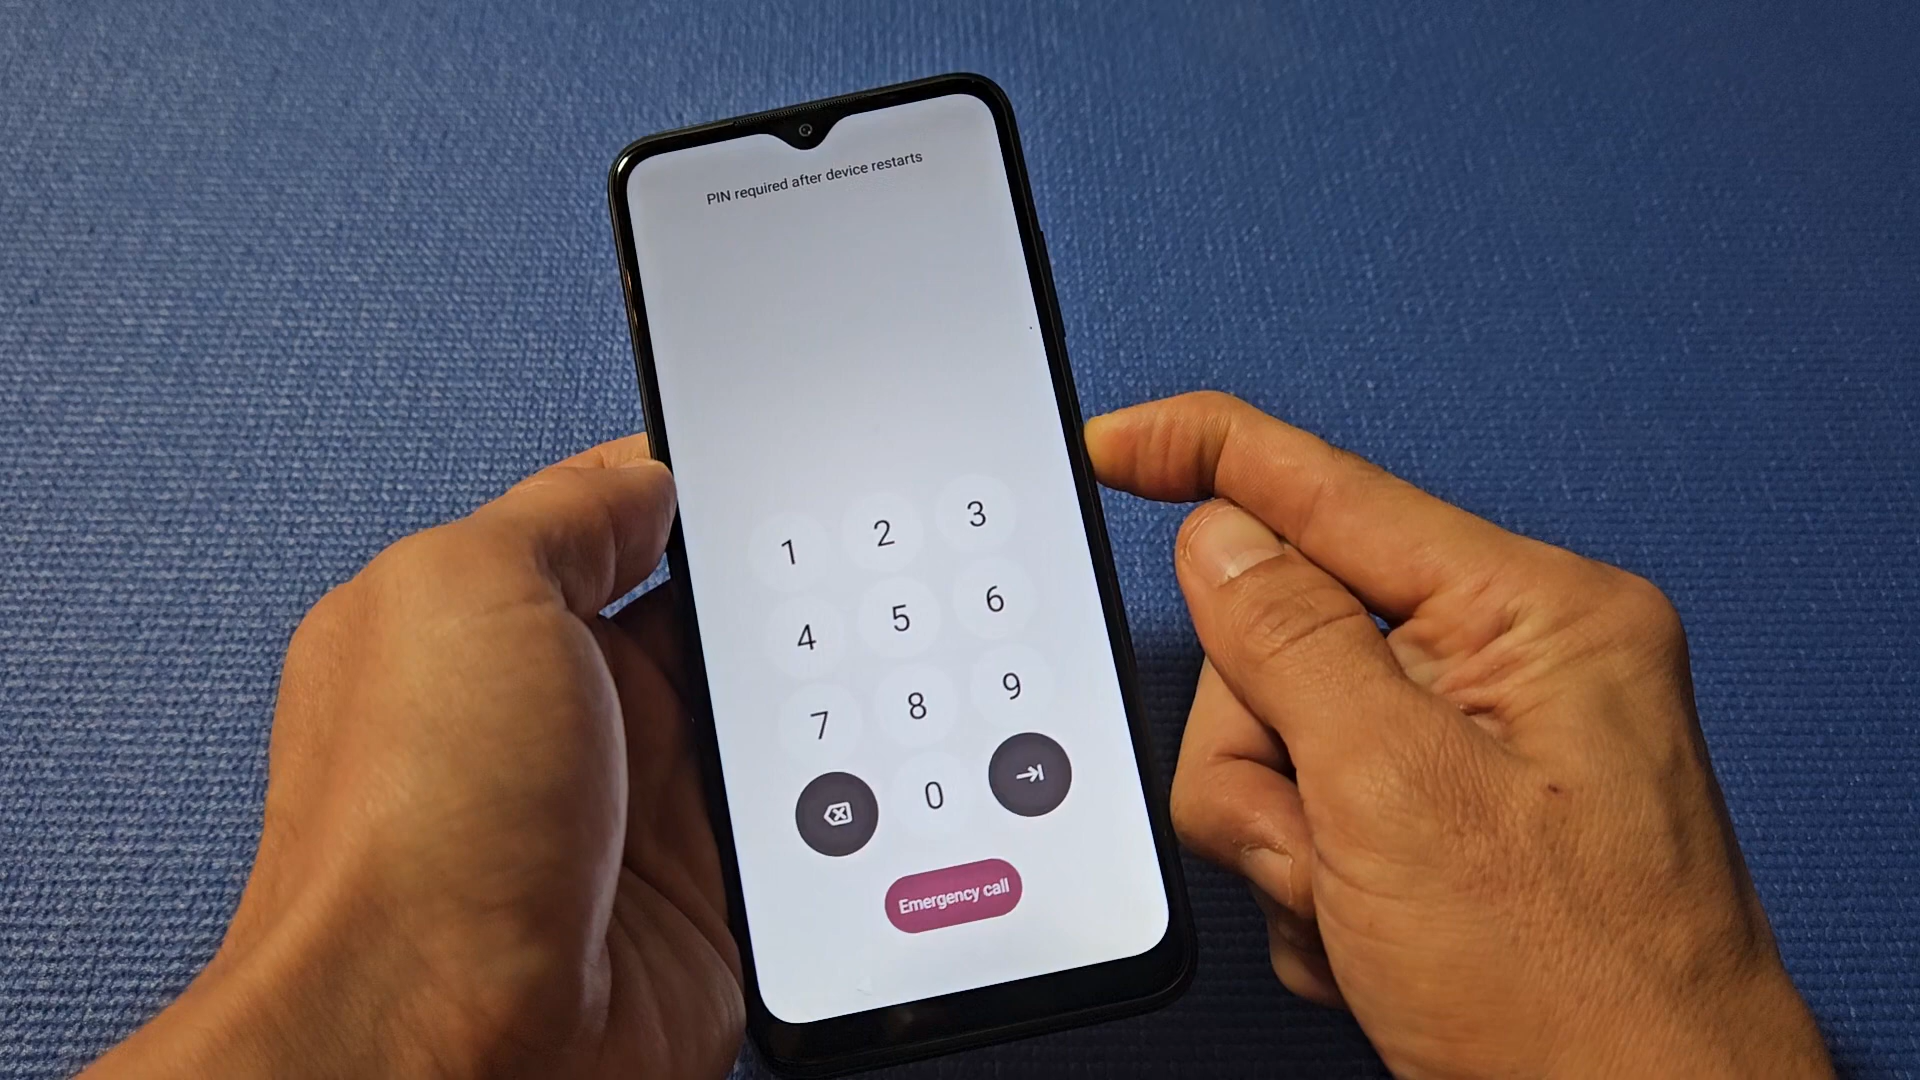 PIN required after device restarts
1 2 3
4 5 6
7 8 9
0
Emergency call